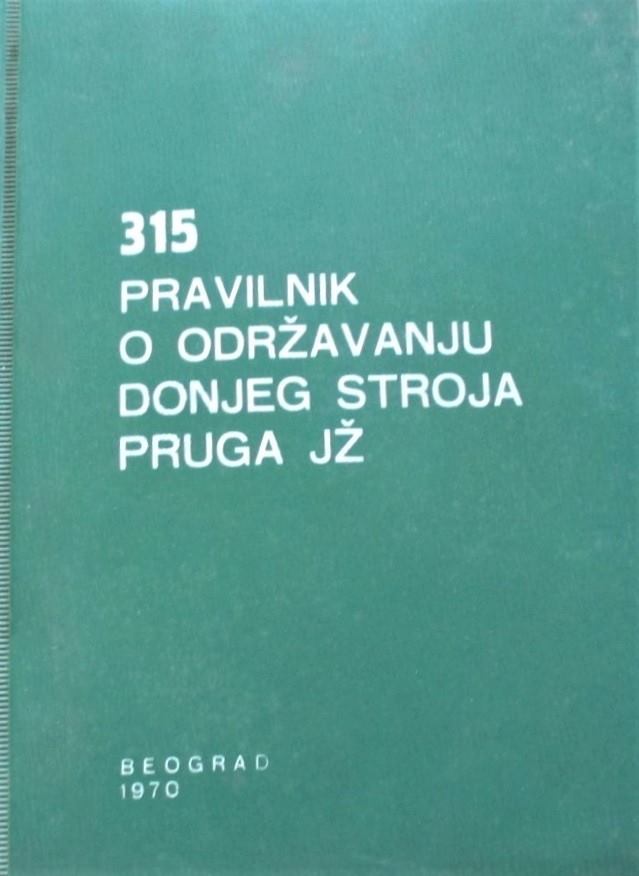 315
PRAVILNIK
O ODRŽAVANJU
DONJEG STROJA
PRUGA JŽ
BEOGRAD
1970